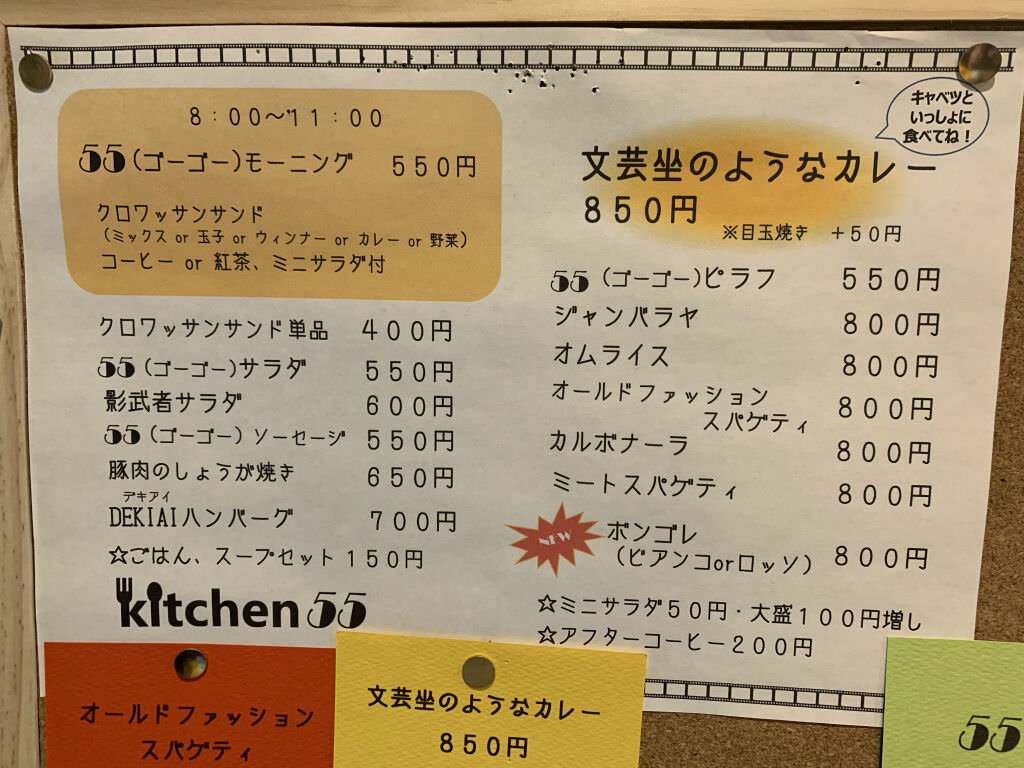 8:00〜11:00
55(ゴーゴー)モーニング 550円
クロワッサンサンド
(ミックス or 玉子 or ウィンナー or カレー or 野菜)
コーヒー or 紅茶、ミニサラダ付
クロワッサンサンド単品 400円
55(ゴーゴー)サラダ 550円
影武者サラダ 600円
55(ゴーゴー)ソーセージ 550円
豚肉のしょうが焼き 650円
デキアイ
DEKIAIハンバーグ 700円
☆ごはん、スープセット150円
kitchen55
キャベツと
いっしょに
食べてね!
文芸坐のようなカレー
850円
※目玉焼き +50円
55(ゴーゴー)ピラフ 550円
ジャンバラヤ 800円
オムライス 800円
オールドファッション
スパゲティ 800円
カルボナーラ 800円
ミートスパゲティ 800円
NEW
ボンゴレ
(ビアンコorロッソ) 800円
☆ミニサラダ50円・大盛100円増し
☆アフターコーヒー200円
オールドファッション
スパゲティ
文芸坐のようなカレー
850円
55